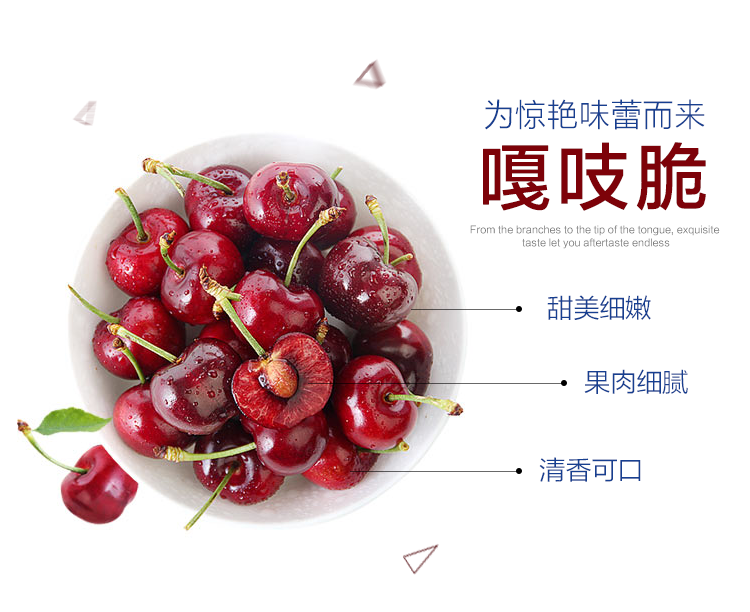 为惊艳味蕾而来
嘎吱脆
From the branches to the tip of the tongue, exquisite
taste let you aftertaste endless
甜美细嫩
果肉细腻
清香可口